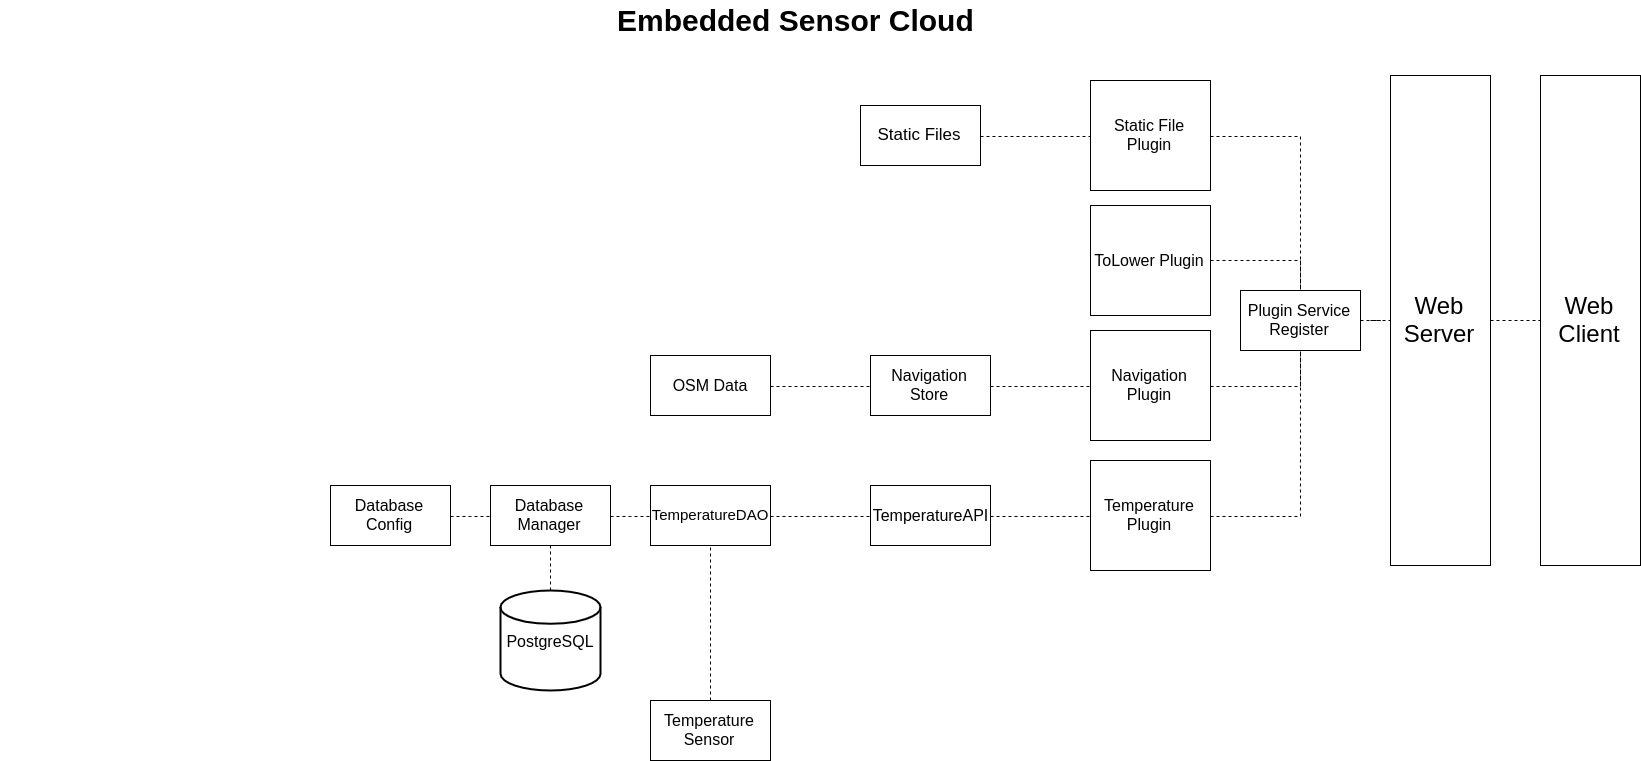 Embedded Sensor Cloud
Static Files
Static File
Plugin
ToLower Plugin
Plugin Service
Register
Web
Server
Web
Client
OSM Data
Navigation
Store
Navigation
Plugin
Database
Config
Database
Manager
TemperatureDAO
TemperatureAPI
Temperature
Plugin
PostgreSQL
Temperature
Sensor